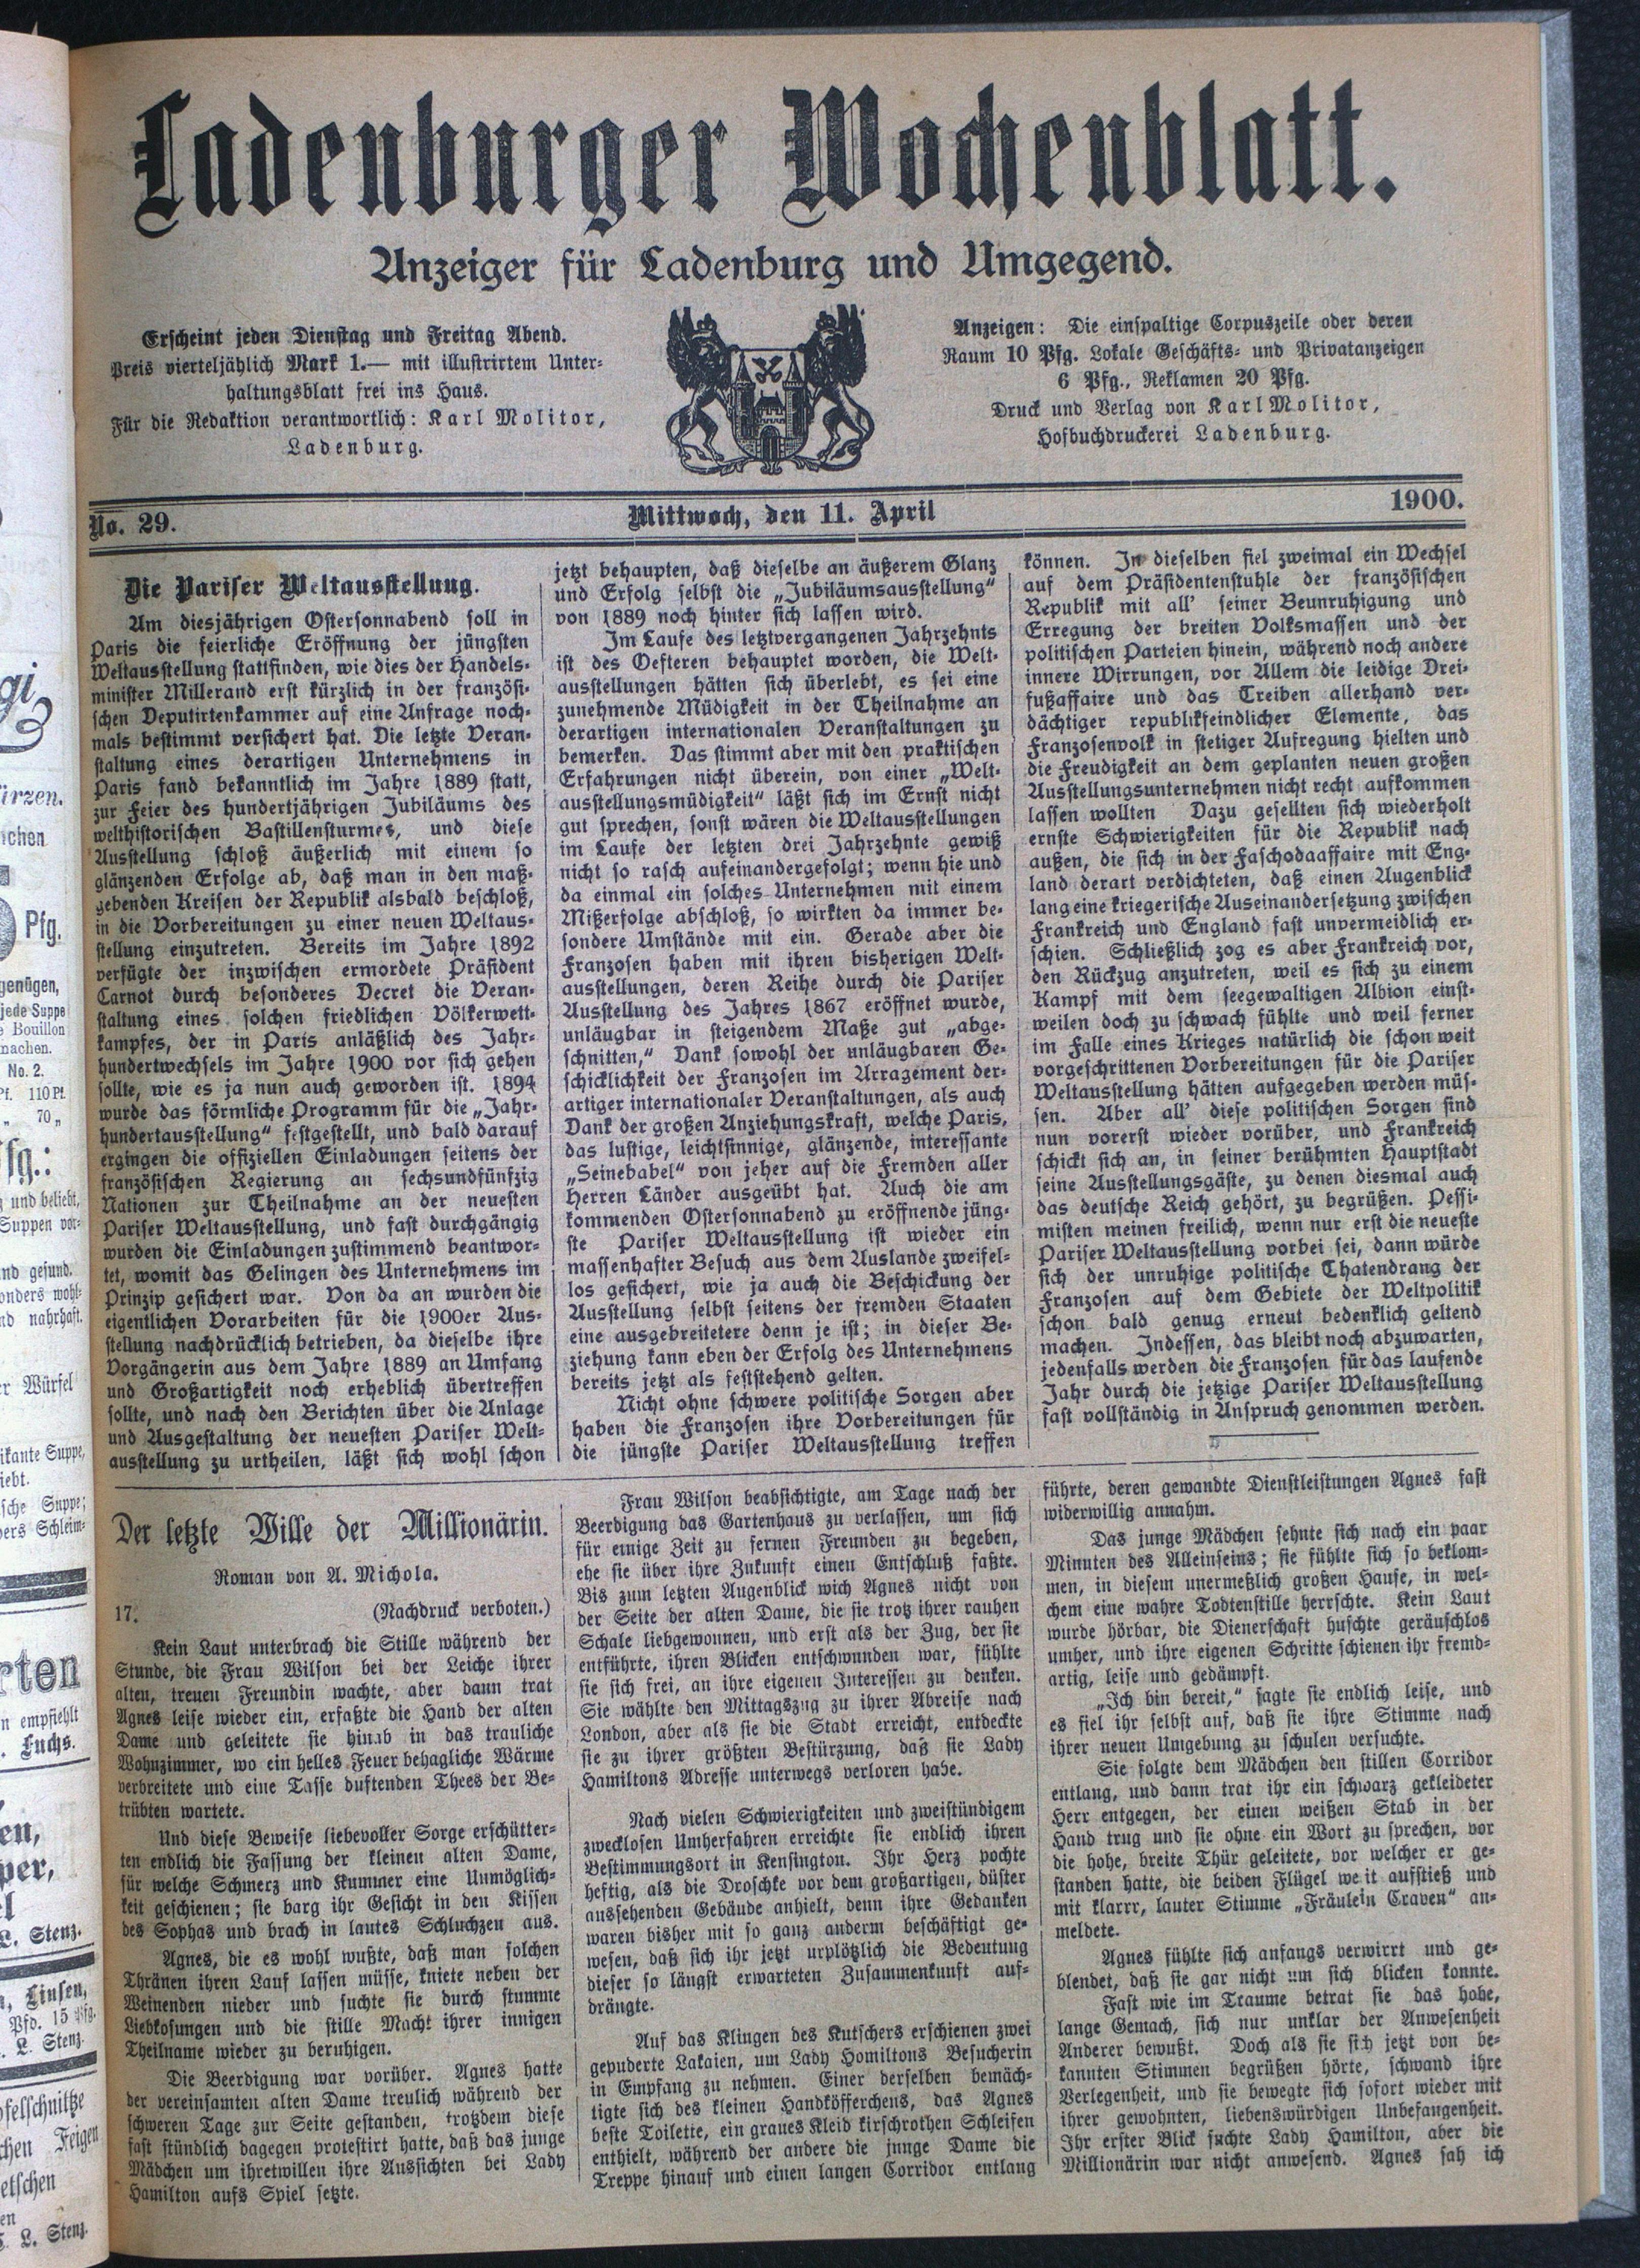 Ladenburger Wochenblatt.
Anzeiger für Ladenburg und Umgegend.
Erscheint jeden Dienstag und Freitag Abend.
Preis vierteljählich Mark 1.— mit illustrirtem Unter-
haltungsblatt frei ins Haus.
Für die Redaktion verantwortlich: Karl Molitor,
Ladenburg.
Anzeigen: Die einspaltige Corpuszeile oder deren
Raum 10 Pfg. Lokale Geschäfts- und Privatanzeigen
6 Pfg., Reklamen 20 Pfg.
Druck und Verlag von Karl Molitor,
Hofbuchdruckerei Ladenburg.
No. 29.
Mittwoch, den 11. April
1900.
Die Pariser Weltausstellung.
Am diesjährigen Ostersonnabend soll in
Paris die feierliche Eröffnung der jüngsten
Weltausstellung stattfinden, wie dies der Handels-
minister Millerand erst kürzlich in der französi-
schen Deputirtenkammer auf eine Anfrage noch-
mals bestimmt versichert hat. Die letzte Veran-
staltung eines derartigen Unternehmens in
Paris fand bekanntlich im Jahre 1889 statt,
zur Feier des hundertjährigen Jubiläums des
welthistorischen Bastillensturmes, und diese
Ausstellung schloß äußerlich mit einem so
glänzenden Erfolge ab, daß man in den maß-
gebenden Kreisen der Republik alsbald beschloß,
in die Vorbereitungen zu einer neuen Weltaus-
stellung einzutreten. Bereits im Jahre 1892
verfügte der inzwischen ermordete Präsident
Carnot durch besonderes Decret die Veran-
staltung eines solchen friedlichen Völkerwett-
kampfes, der in Paris anläßlich des Jahr-
hundertwechsels im Jahre 1900 vor sich gehen
sollte, wie es ja nun auch geworden ist. 1894
wurde das förmliche Programm für die „Jahr-
hundertausstellung“ festgestellt, und bald darauf
ergingen die offiziellen Einladungen seitens der
französischen Regierung an sechsundfünfzig
Nationen zur Theilnahme an der neuesten
Pariser Weltausstellung, und fast durchgängig
wurden die Einladungen zustimmend beantwor-
tet, womit das Gelingen des Unternehmens im
Prinzip gesichert war. Von da an wurden die
eigentlichen Vorarbeiten für die 1900er Aus-
stellung nachdrücklich betrieben, da dieselbe ihre
Vorgängerin aus dem Jahre 1889 an Umfang
und Großartigkeit noch erheblich übertreffen
sollte, und nach den Berichten über die Anlage
und Ausgestaltung der neuesten Pariser Welt-
ausstellung zu urtheilen, läßt sich wohl schon
jetzt behaupten, daß dieselbe an äußerem Glanz
und Erfolg selbst die „Jubiläumsausstellung“
von 1889 noch hinter sich lassen wird.
Im Laufe des letztvergangenen Jahrzehnts
ist des Oefteren behauptet worden, die Welt-
ausstellungen hätten sich überlebt, es sei eine
zunehmende Müdigkeit in der Theilnahme an
derartigen internationalen Veranstaltungen zu
bemerken. Das stimmt aber mit den praktischen
Erfahrungen nicht überein, von einer „Welt-
ausstellungsmüdigkeit“ läßt sich im Ernst nicht
gut sprechen, sonst wären die Weltausstellungen
im Laufe der letzten drei Jahrzehnte gewiß
nicht so rasch aufeinandergefolgt; wenn hie und
da einmal ein solches Unternehmen mit einem
Mißerfolge abschloß, so wirkten da immer be-
sondere Umstände mit ein. Gerade aber die
Franzosen haben mit ihren bisherigen Welt-
ausstellungen, deren Reihe durch die Pariser
Ausstellung des Jahres 1867 eröffnet wurde,
unläugbar in steigendem Maße gut „abge-
schnitten,“ Dank sowohl der unläugbaren Ge-
schicklichkeit der Franzosen im Arragement der-
artiger internationaler Veranstaltungen, als auch
Dank der großen Anziehungskraft, welche Paris,
das lustige, leichtsinnige, glänzende, interessante
„Seinebabel“ von jeher auf die Fremden aller
Herren Länder ausgeübt hat. Auch die am
kommenden Ostersonnabend zu eröffnende jüng-
ste Pariser Weltausstellung ist wieder ein
massenhafter Besuch aus dem Auslande zweifel-
los gesichert, wie ja auch die Beschickung der
Ausstellung selbst seitens der fremden Staaten
eine ausgebreitetere denn je ist; in dieser Be-
ziehung kann eben der Erfolg des Unternehmens
bereits jetzt als feststehend gelten.
Nicht ohne schwere politische Sorgen aber
haben die Franzosen ihre Vorbereitungen für
die jüngste Pariser Weltausstellung treffen
können. In dieselben fiel zweimal ein Wechsel
auf dem Präsidentenstuhle der französischen
Republik mit all’ seiner Beunruhigung und
Erregung der breiten Volksmassen und der
politischen Parteien hinein, während noch andere
innere Wirrungen, vor Allem die leidige Drei-
fußaffaire und das Treiben allerhand ver-
dächtiger republikfeindlicher Elemente, das
Franzosenvolk in stetiger Aufregung hielten und
die Freudigkeit an dem geplanten neuen großen
Ausstellungsunternehmen nicht recht aufkommen
lassen wollten Dazu gesellten sich wiederholt
ernste Schwierigkeiten für die Republik nach
außen, die sich in der Faschodaaffaire mit Eng-
land derart verdichteten, daß einen Augenblick
lang eine kriegerische Auseinandersetzung zwischen
Frankreich und England fast unvermeidlich er-
schien. Schließlich zog es aber Frankreich vor,
den Rückzug anzutreten, weil es sich zu einem
Kampf mit dem seegewaltigen Albion einst-
weilen doch zu schwach fühlte und weil ferner
im Falle eines Krieges natürlich die schon weit
vorgeschrittenen Vorbereitungen für die Pariser
Weltausstellung hätten aufgegeben werden müs-
sen. Aber all’ diese politischen Sorgen sind
nun vorerst wieder vorüber, und Frankreich
schickt sich an, in seiner berühmten Hauptstadt
seine Ausstellungsgäste, zu denen diesmal auch
das deutsche Reich gehört, zu begrüßen. Pessi-
misten meinen freilich, wenn nur erst die neueste
Pariser Weltausstellung vorbei sei, dann würde
sich der unruhige politische Thatendrang der
Franzosen auf dem Gebiete der Weltpolitik
schon bald genug erneut bedenklich geltend
machen. Indessen, das bleibt noch abzuwarten,
jedenfalls werden die Franzosen für das laufende
Jahr durch die jetzige Pariser Weltausstellung
fast vollständig in Anspruch genommen werden.
Der letzte Wille der Millionärin.
Roman von A. Michola.
17.
(Nachdruck verboten.)
Kein Laut unterbrach die Stille während der
Stunde, die Frau Wilson bei der Leiche ihrer
alten, treuen Freundin wachte, aber dann trat
Agnes leise wieder ein, erfaßte die Hand der alten
Dame und geleitete sie hinab in das trauliche
Wohnzimmer, wo ein helles Feuer behagliche Wärme
verbreitete und eine Tasse duftenden Thees der Be-
trübten wartete.
Und diese Beweise liebevoller Sorge erschütter-
ten endlich die Fassung der kleinen alten Dame,
für welche Schmerz und Kummer eine Unmöglich-
keit geschienen; sie barg ihr Gesicht in den Kissen
des Sophas und brach in lautes Schluchzen aus.
Agnes, die es wohl wußte, daß man solchen
Thränen ihren Lauf lassen müsse, kniete neben der
Weinenden nieder und suchte sie durch stumme
Liebkosungen und die stille Macht ihrer innigen
Theilname wieder zu beruhigen.
Die Beerdigung war vorüber. Agnes hatte
der vereinsamten alten Dame treulich während der
schweren Tage zur Seite gestanden, trotzdem diese
fast stündlich dagegen protestirt hatte, daß das junge
Mädchen um ihretwillen ihre Aussichten bei Lady
Hamilton aufs Spiel setzte.
Frau Wilson beabsichtigte, am Tage nach der
Beerdigung das Gartenhaus zu verlassen, um sich
für einige Zeit zu fernen Freunden zu begeben,
ehe sie über ihre Zukunft einen Entschluß faßte.
Bis zum letzten Augenblick wich Agnes nicht von
der Seite der alten Dame, die sie trotz ihrer rauhen
Schale liebgewonnen, und erst als der Zug, der sie
entführte, ihren Blicken entschwunden war, fühlte
sie sich frei, an ihre eigenen Interessen zu denken.
Sie wählte den Mittagszug zu ihrer Abreise nach
London, aber als sie die Stadt erreicht, entdeckte
sie zu ihrer größten Bestürzung, daß sie Lady
Hamiltons Adresse unterwegs verloren habe.
Nach vielen Schwierigkeiten und zweistündigem
zwecklosen Umherfahren erreichte sie endlich ihren
Bestimmungsort in Kensington. Ihr Herz pochte
heftig, als die Droschke vor dem großartigen, düster
aussehenden Gebäude anhielt, denn ihre Gedanken
waren bisher mit so ganz anderm beschäftigt ge-
wesen, daß sich ihr jetzt urplötzlich die Bedeutung
dieser so längst erwarteten Zusammenkunft auf-
drängte.
Auf das Klingen des Kutschers erschienen zwei
gepuderte Lakaien, um Lady Homiltons Besucherin
in Empfang zu nehmen. Einer derselben bemäch-
tigte sich des kleinen Handköfferchens, das Agnes
beste Toilette, ein graues Kleid kirschrothen Schleifen
enthielt, während der andere die junge Dame die
Treppe hinauf und einen langen Corridor entlang
führte, deren gewandte Dienstleistungen Agnes fast
widerwillig annahm.
Das junge Mädchen sehnte sich nach ein paar
Minuten des Alleinseins; sie fühlte sich so beklom-
men, in diesem unermeßlich großen Hause, in wel-
chem eine wahre Todtenstille herrschte. Kein Laut
wurde hörbar, die Dienerschaft huschte geräuschlos
umher, und ihre eigenen Schritte schienen ihr fremd-
artig, leise und gedämpft.
„Ich bin bereit,“ sagte sie endlich leise, und
es fiel ihr selbst auf, daß sie ihre Stimme nach
ihrer neuen Umgebung zu schulen versuchte.
Sie folgte dem Mädchen den stillen Corridor
entlang, und dann trat ihr ein schwarz gekleideter
Herr entgegen, der einen weißen Stab in der
Hand trug und sie ohne ein Wort zu sprechen, vor
die hohe, breite Thür geleitete, vor welcher er ge-
standen hatte, die beiden Flügel weit aufstieß und
mit klarrr, lauter Stimme „Fräulein Craven“ an-
meldete.
Agnes fühlte sich anfangs verwirrt und ge-
blendet, daß sie gar nicht um sich blicken konnte.
Fast wie im Traume betrat sie das hohe,
lange Gemach, sich nur unklar der Anwesenheit
Anderer bewußt. Doch als sie sich jetzt von be-
kannten Stimmen begrüßen hörte, schwand ihre
Verlegenheit, und sie bewegte sich sofort wieder mit
ihrer gewohnten, liebenswürdigen Unbefangenheit.
Ihr erster Blick suchte Lady Hamilton, aber die
Millionärin war nicht anwesend. Agnes sah ich